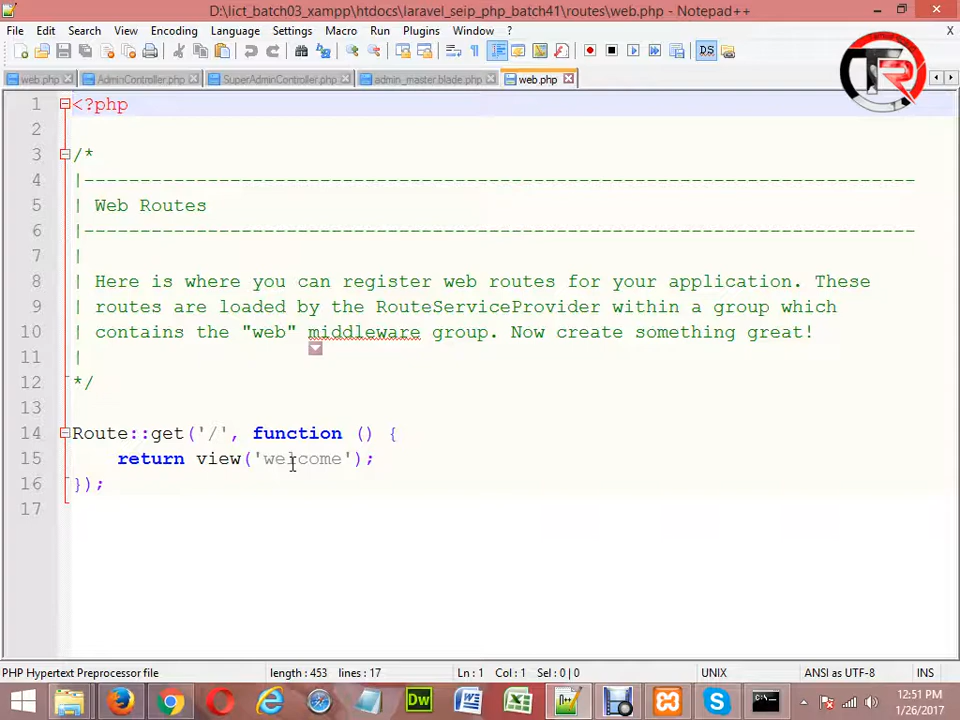 D:\lict_batch03_xampp\htdocs\laravel_seip_php_batch41\routes\web.php - Notepad++
File Edit Search View Encoding Language Settings Macro Run Plugins Window ? X
web.php AdminController.php SuperAdminController.php admin_master.blade.php web.php
1 <?php
2
3 /*
4 |--------------------------------------------------------------------------
5 | Web Routes
6 |--------------------------------------------------------------------------
7 |
8 | Here is where you can register web routes for your application. These
9 | routes are loaded by the RouteServiceProvider within a group which
10 | contains the "web" middleware group. Now create something great!
11 |
12 */
13
14 Route::get('/', function () {
15 return view('welcome');
16 });
17
PHP Hypertext Preprocessor file length : 453 lines : 17 Ln : 1 Col : 1 Sel : 0 | 0 UNIX ANSI as UTF-8 INS
12:51 PM
1/26/2017